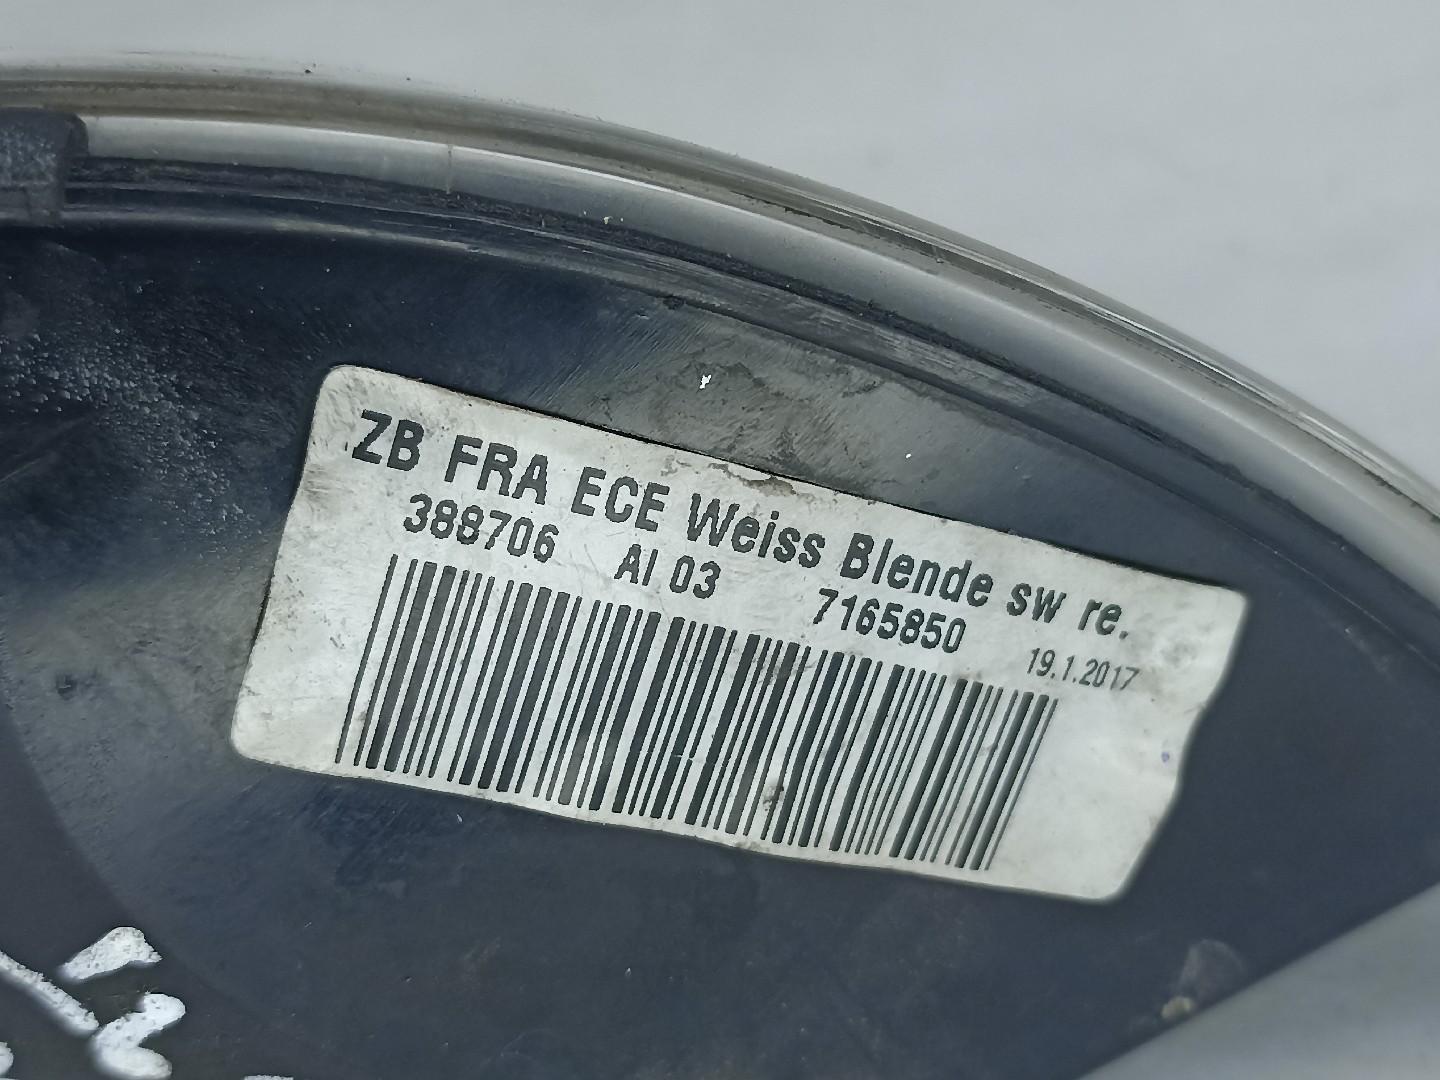 ZB FRA ECE Weiss Blende sw re.
388706 AI 03 7165850
19.1.2017